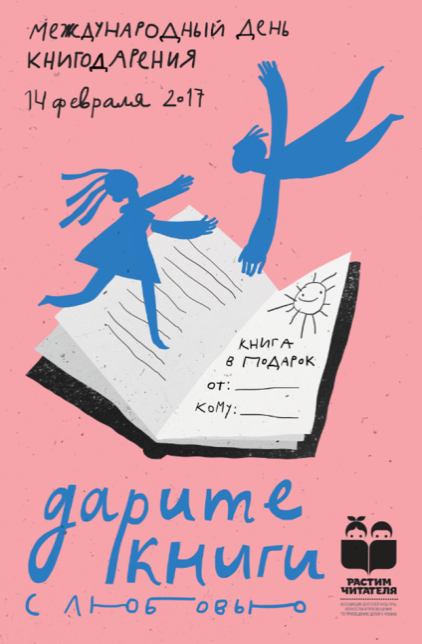 МЕЖДУНАРОДНЫЙ ДЕНЬ
КНИГОДАРЕНИЯ
14 февраля 2017
КНИГА
В ПОДАРОК
ОТ:
КОМУ:
дарите
книги
с любовью
РАСТИМ
ЧИТАТЕЛЯ